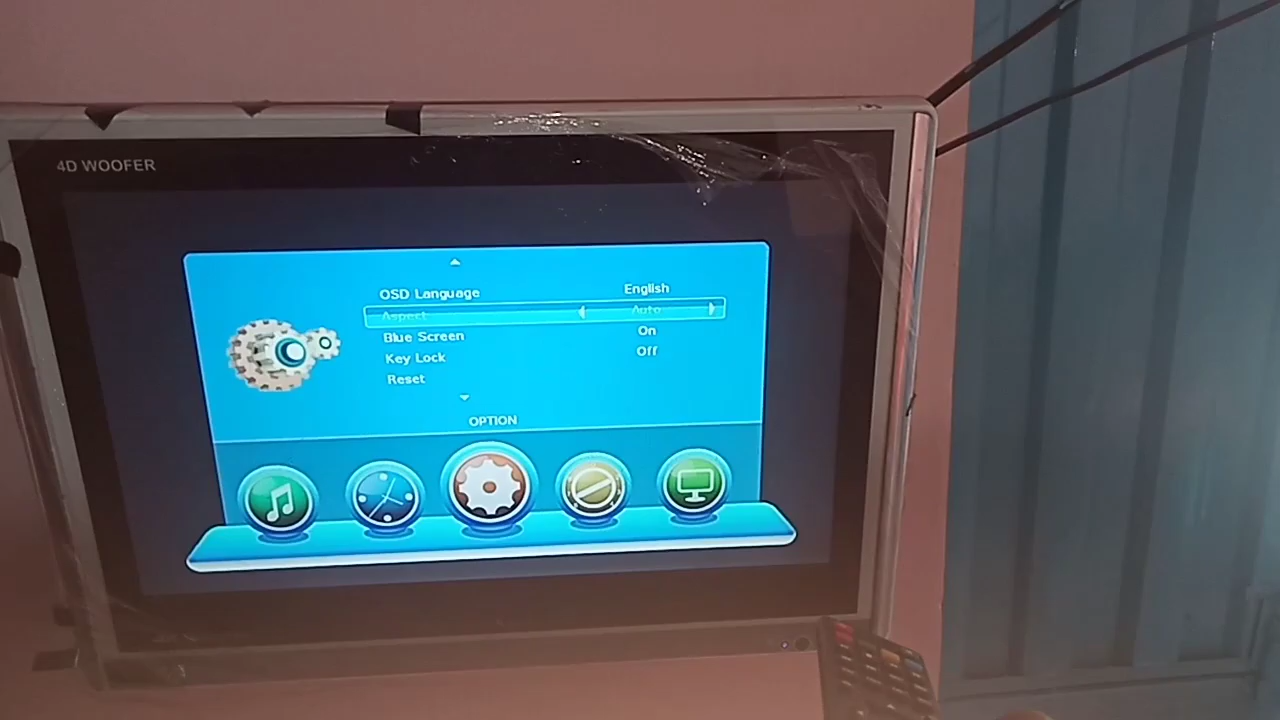 4D WOOFER
OSD Language English
Aspect Auto
Blue Screen On
Key Lock Off
Reset
OPTION